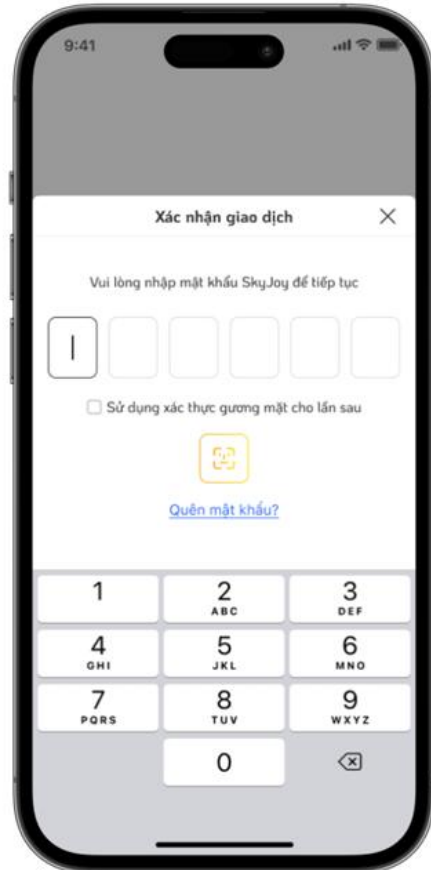 9:41
Xác nhận giao dịch
Vui lòng nhập mật khẩu SkyJoy để tiếp tục
Sử dụng xác thực gương mặt cho lần sau
Quên mật khẩu?
1 2 3
ABC DEF
4 5 6
GHI JKL MNO
7 8 9
PQRS TUV WXYZ
0